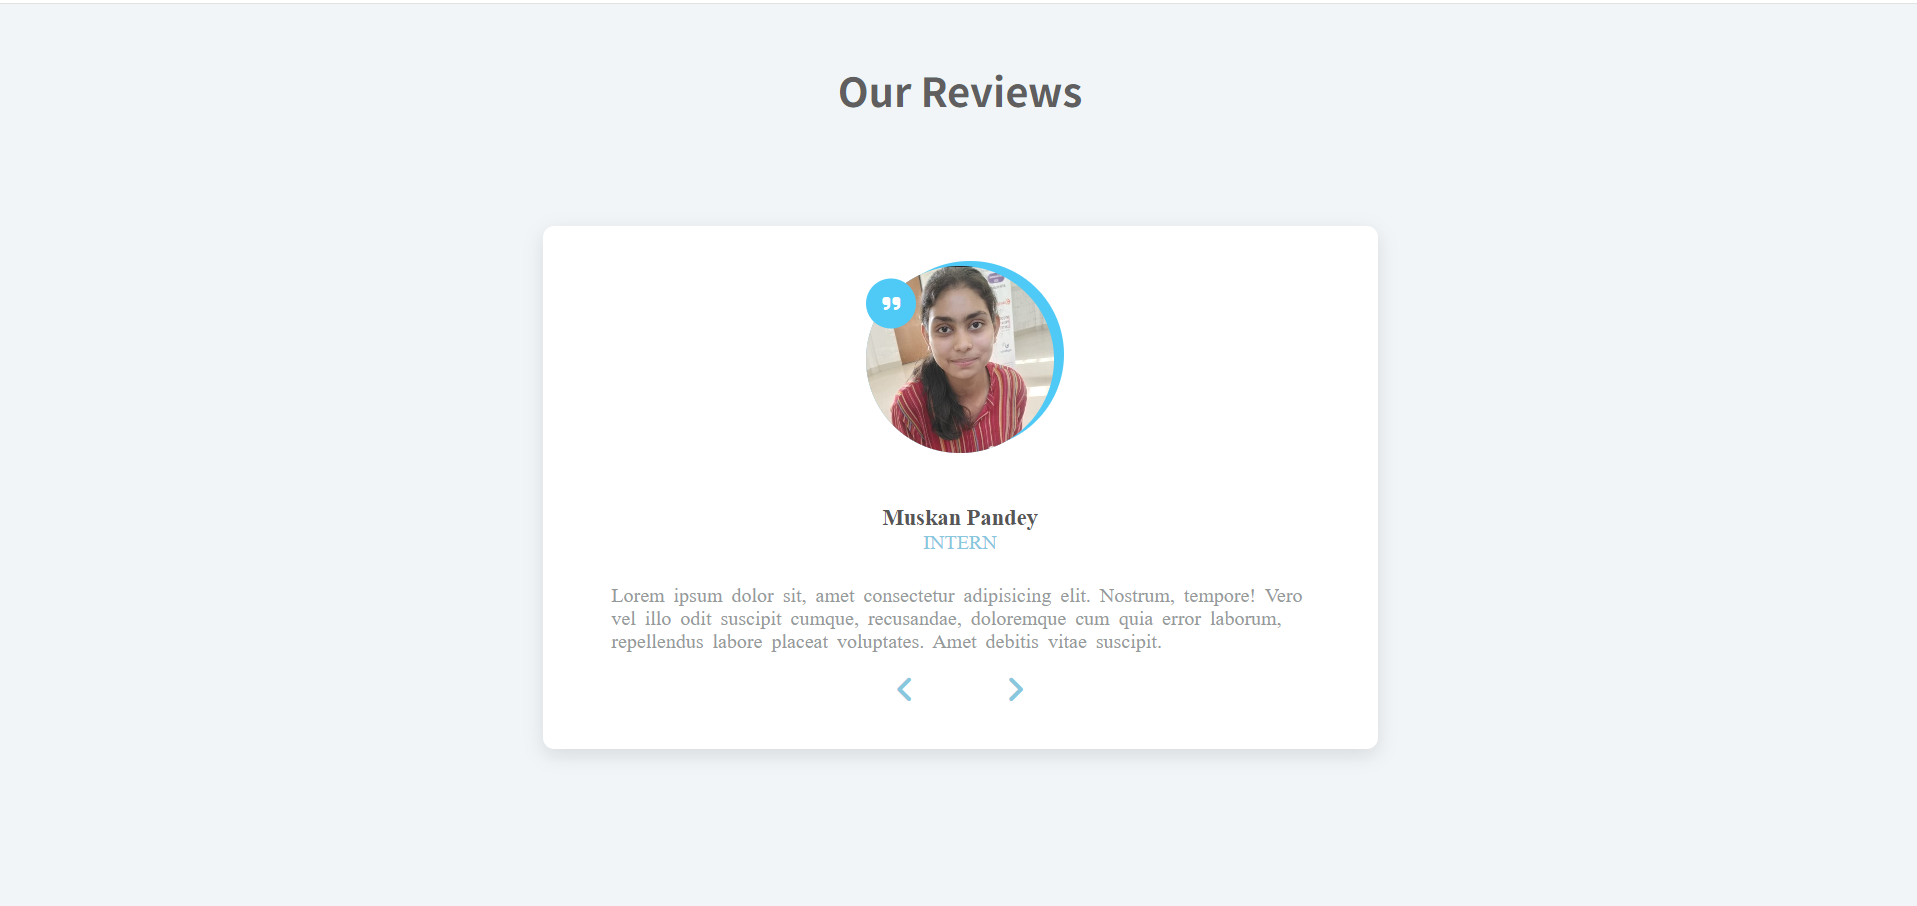 Our Reviews
Muskan Pandey
INTERN
Lorem ipsum dolor sit, amet consectetur adipisicing elit. Nostrum, tempore! Vero
vel illo odit suscipit cumque, recusandae, doloremque cum quia error laborum,
repellendus labore placeat voluptates. Amet debitis vitae suscipit.